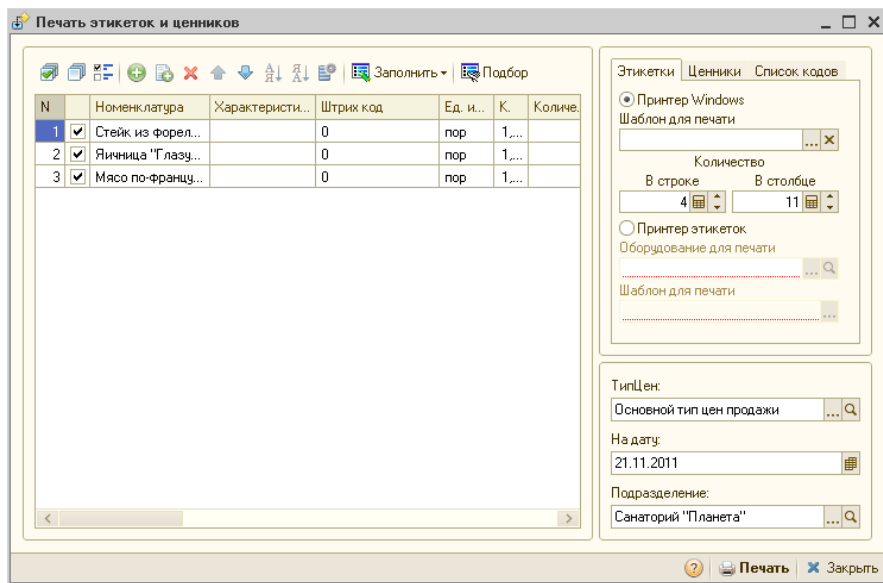 Печать этикеток и ценников
Заполнить Подбор
N Номенклатура Характеристи... Штрих код Ед. и... К. Количе.
1 Стейк из форел... 0 пор 1,...
2 Яичница "Глазу... 0 пор 1,...
3 Мясо по-францу... 0 пор 1,...
Этикетки Ценники Список кодов
Принтер Windows
Шаблон для печати
Количество
В строке В столбце
4 11
Принтер этикеток
Оборудование для печати
Шаблон для печати
ТипЦен:
Основной тип цен продажи
На дату:
21.11.2011
Подразделение:
Санаторий "Планета"
Печать Закрыть